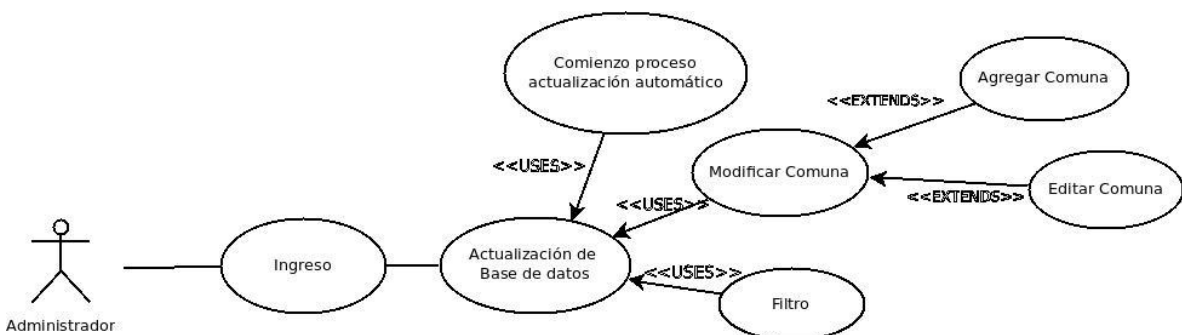 Comienzo proceso
actualización automático
Agregar Comuna
<<EXTENDS>>
<<USES>>
Modificar Comuna
Editar Comuna
<<EXTENDS>>
<<USES>>
Ingreso
Actualización de
Base de datos
<<USES>>
Filtro
Administrador